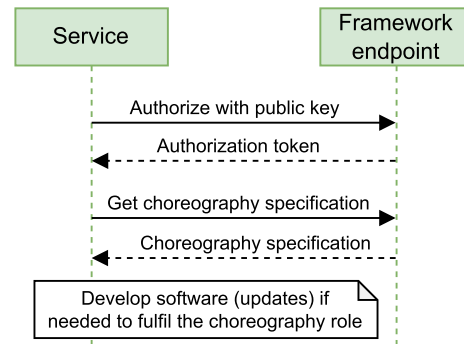 Service
Framework
endpoint
Authorize with public key
Authorization token
Get choreography specification
Choreography specification
Develop software (updates) if
needed to fulfil the choreography role